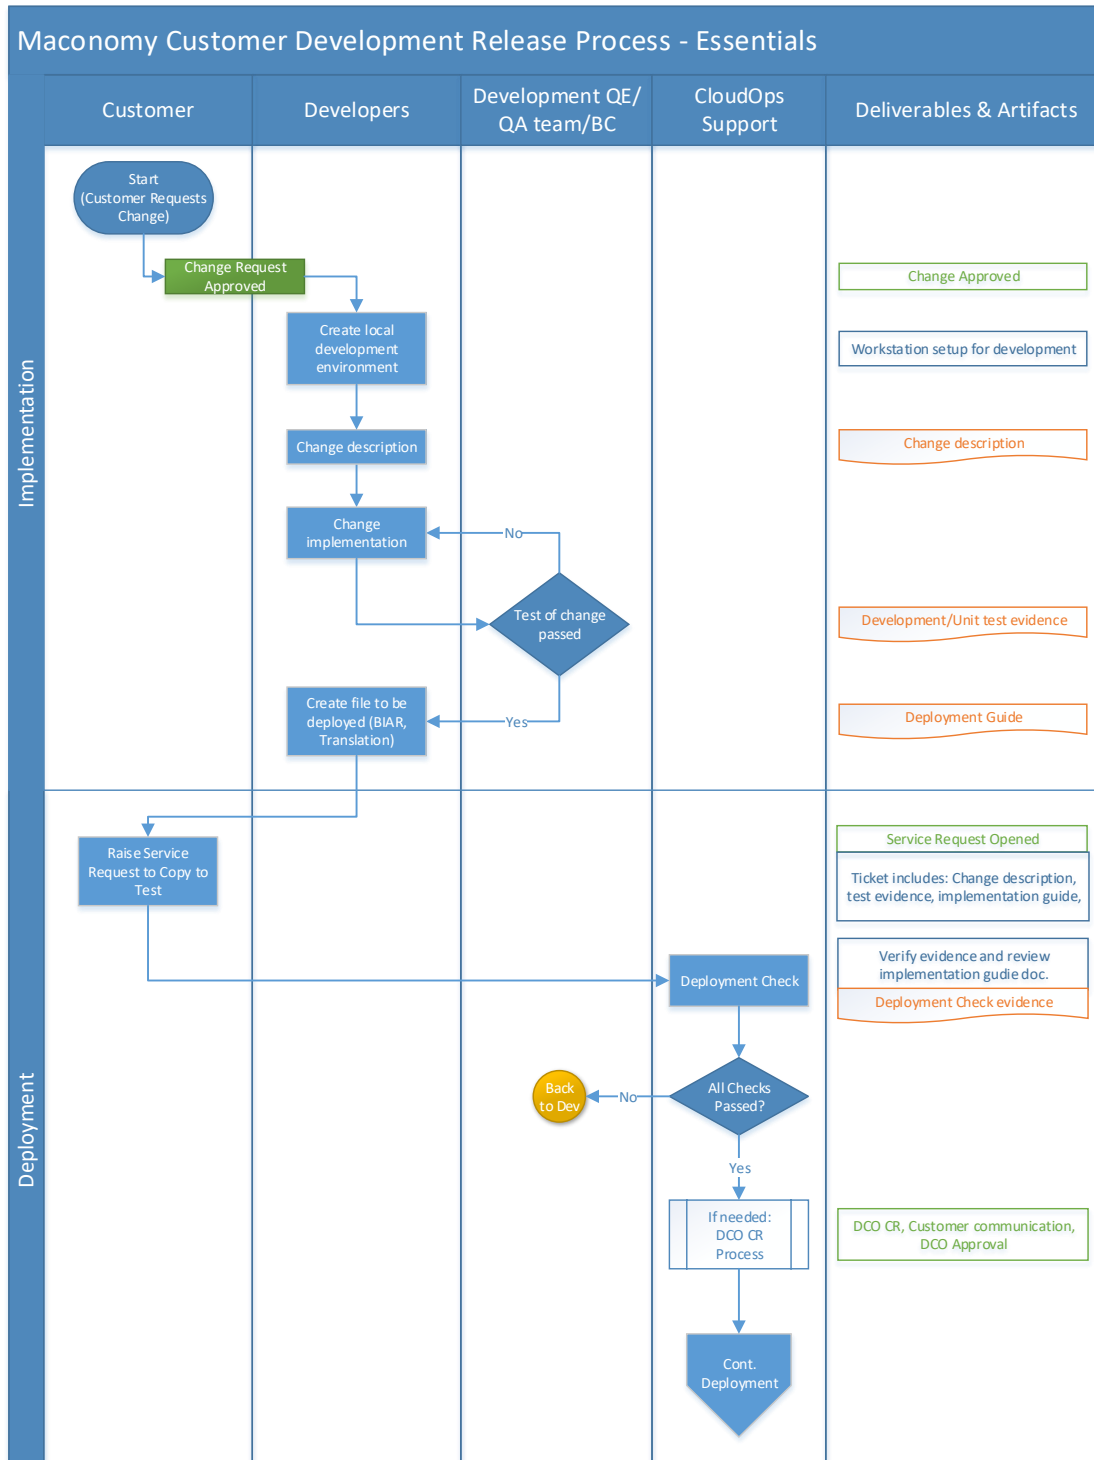 Maconomy Customer Development Release Process - Essentials
Customer
Developers
Development QE/
QA team/BC
CloudOps
Support
Deliverables & Artifacts
Implementation
Start
(Customer Requests
Change)
Change Request
Approved
Change Approved
Create local
development
environment
Workstation setup for development
Change description
Change description
Change
implementation
No
Test of change
passed
Development/Unit test evidence
Create file to be
deployed (BIAR,
Translation)
Yes
Deployment Guide
Deployment
Raise Service
Request to Copy to
Test
Service Request Opened
Ticket includes: Change description,
test evidence, implementation guide,
Deployment Check
Verify evidence and review
implementation gudie doc.
Deployment Check evidence
All Checks
Passed?
No
Back
to Dev
Yes
If needed:
DCO CR
Process
DCO CR, Customer communication,
DCO Approval
Cont.
Deployment